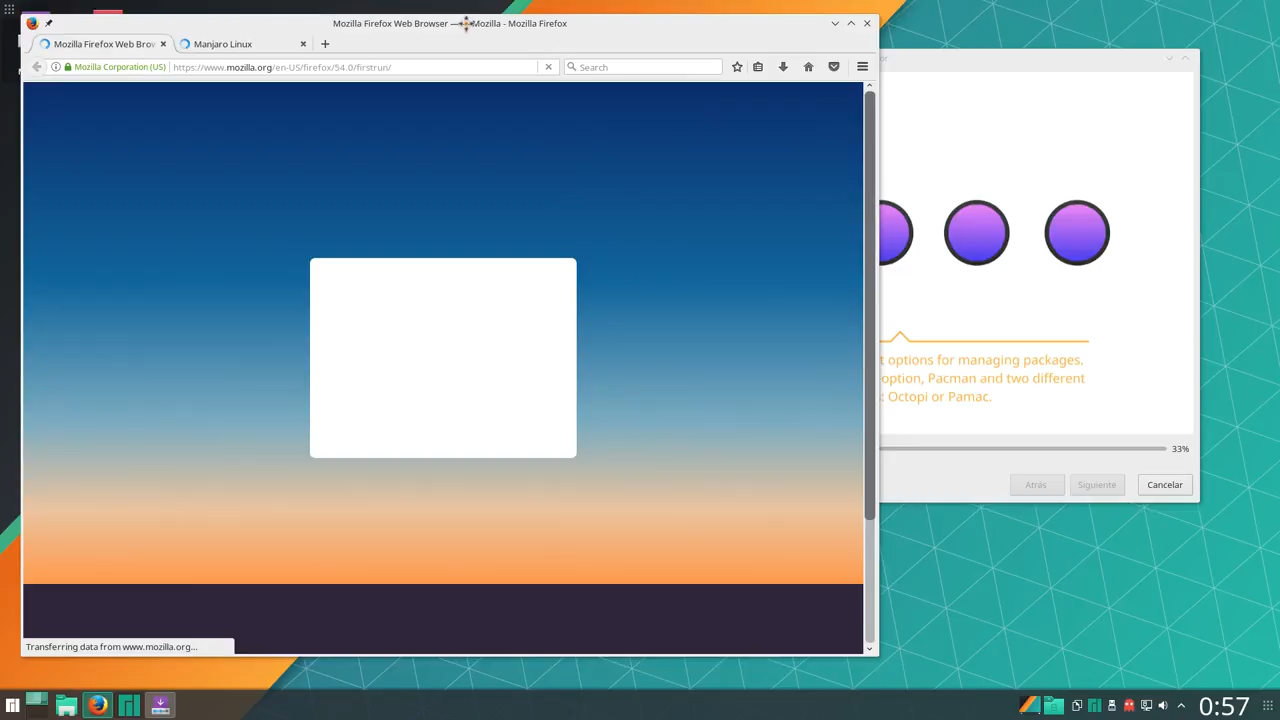 Mozilla Firefox Web Browser — Mozilla - Mozilla Firefox
Mozilla Firefox Web Brow
Manjaro Linux
Mozilla Corporation (US)
https://www.mozilla.org/en-US/firefox/54.0/firstrun/
Search
options for managing packages.
option, Pacman and two different
: Octopi or Pamac.
33%
Atrás
Siguiente
Cancelar
Transferring data from www.mozilla.org...
0:57